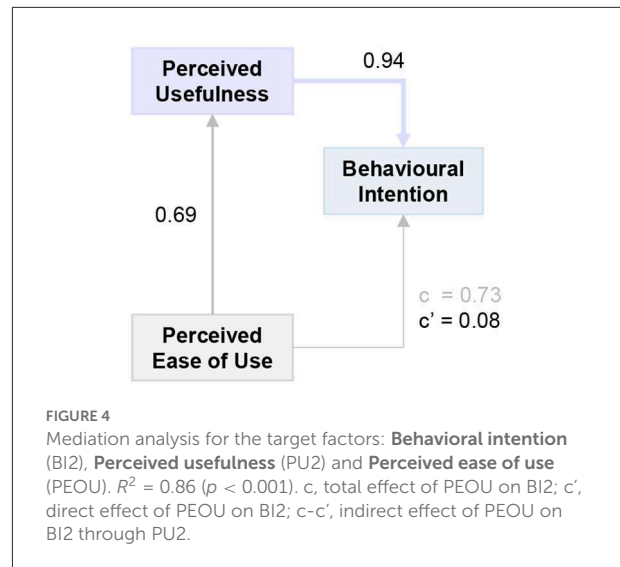 Perceived
Usefulness
0.94
Behavioural
Intention
0.69
c = 0.73
c' = 0.08
Perceived
Ease of Use
FIGURE 4
Mediation analysis for the target factors: Behavioral intention
(BI2), Perceived usefulness (PU2) and Perceived ease of use
(PEOU). R² = 0.86 (p < 0.001). c, total effect of PEOU on BI2; c',
direct effect of PEOU on BI2; c-c', indirect effect of PEOU on
BI2 through PU2.